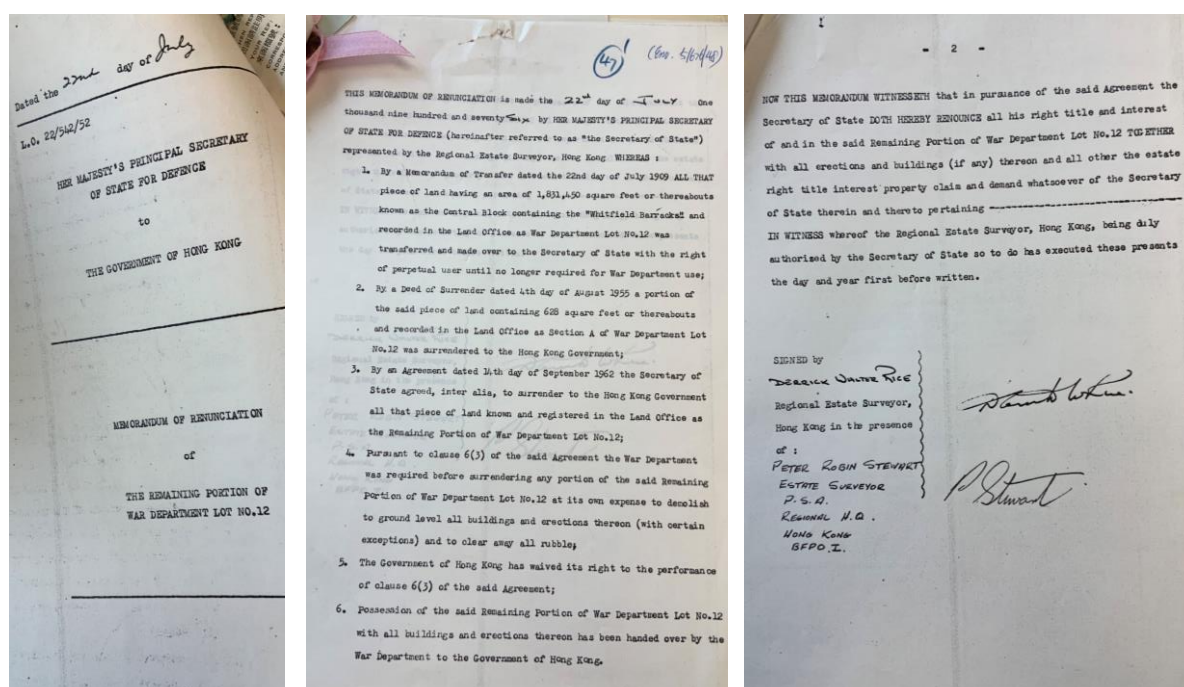 Dated the 22nd day of July
L.O. 22/542/52
HER MAJESTY'S PRINCIPAL SECRETARY
OF STATE FOR DEFENCE
to
THE GOVERNMENT OF HONG KONG
MEMORANDUM OF RENUNCIATION
of
THE REMAINING PORTION OF
WAR DEPARTMENT LOT NO.12
47
THIS MEMORANDUM OF RENUNCIATION is made the 22nd day of July One
thousand nine hundred and seventy six by HER MAJESTY'S PRINCIPAL SECRETARY
OF STATE FOR DEFENCE (hereinafter referred to as "the Secretary of State")
represented by the Regional Estate Surveyor, Hong Kong WHEREAS :
1. By a Memorandum of Transfer dated the 22nd day of July 1909 ALL THAT
piece of land having an area of 1,831,450 square feet or thereabouts
known as the Central Block containing the "Whitfield Barracks" and
recorded in the Land Office as War Department Lot No.12 was
transferred and made over to the Secretary of State with the right
of perpetual user until no longer required for War Department use;
2. By a Deed of Surrender dated 4th day of August 1955 a portion of
the said piece of land containing 628 square feet or thereabouts
and recorded in the Land Office as Section A of War Department Lot
No.12 was surrendered to the Hong Kong Government;
3. By an Agreement dated 14th day of September 1962 the Secretary of
State agreed, inter alia, to surrender to the Hong Kong Government
all that piece of land known and registered in the Land Office as
the Remaining Portion of War Department Lot No.12;
4. Pursuant to clause 6(3) of the said Agreement the War Department
was required before surrendering any portion of the said Remaining
Portion of War Department Lot No.12 at its own expense to demolish
to ground level all buildings and erections thereon (with certain
exceptions) and to clear away all rubble;
5. The Government of Hong Kong has waived its right to the performance
of clause 6(3) of the said Agreement;
6. Possession of the said Remaining Portion of War Department Lot No.12
with all buildings and erections thereon has been handed over by the
War Department to the Government of Hong Kong.
- 2 -
NOW THIS MEMORANDUM WITNESSETH that in pursuance of the said Agreement the
Secretary of State DOTH HEREBY RENOUNCE all his right title and interest
of and in the said Remaining Portion of War Department Lot No.12 TOGETHER
with all erections and buildings (if any) thereon and all other the estate
right title interest property claim and demand whatsoever of the Secretary
of State therein and thereto pertaining
IN WITNESS whereof the Regional Estate Surveyor, Hong Kong, being duly
authorised by the Secretary of State so to do has executed these presents
the day and year first before written.
SIGNED by
DERRICK WALTER RICE
Regional Estate Surveyor,
Hong Kong in the presence
of :
PETER ROBIN STEWART
ESTATE SURVEYOR
P.S.A.
REGIONAL H.Q.
HONG KONG
BFPO.1.
P Stewart